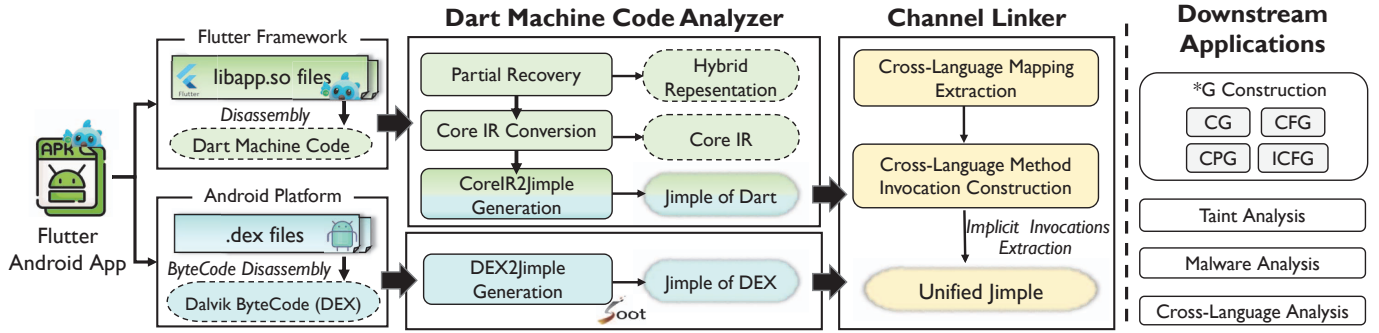 Dart Machine Code Analyzer
Channel Linker
Downstream
Applications
Flutter Framework
libapp.so files
Flutter
Disassembly
Dart Machine Code
APK
Flutter
Android App
Android Platform
.dex files
ByteCode Disassembly
Dalvik ByteCode (DEX)
Partial Recovery
Hybrid
Repesentation
Core IR Conversion
Core IR
CoreIR2Jimple
Generation
Jimple of Dart
DEX2Jimple
Generation
Jimple of DEX
Soot
Cross-Language Mapping
Extraction
Cross-Language Method
Invocation Construction
Implicit Invocations
Extraction
Unified Jimple
*G Construction
CG
CFG
CPG
ICFG
Taint Analysis
Malware Analysis
Cross-Language Analysis